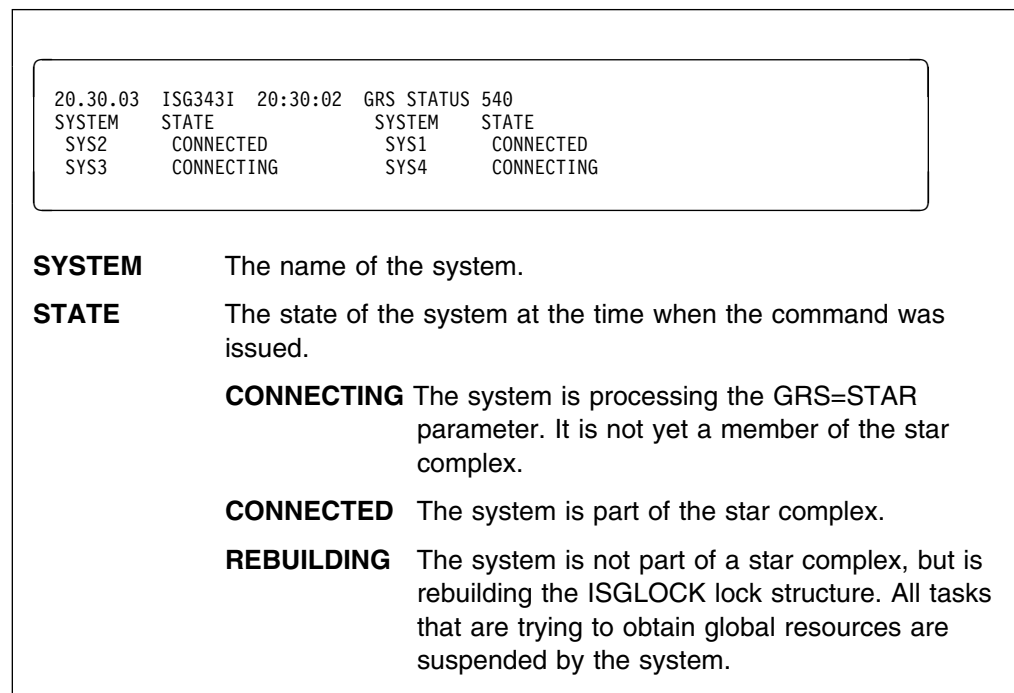 20.30.03 ISG343I 20:30:02 GRS STATUS 540
SYSTEM STATE SYSTEM STATE
SYS2 CONNECTED SYS1 CONNECTED
SYS3 CONNECTING SYS4 CONNECTING
SYSTEM The name of the system.
STATE The state of the system at the time when the command was
issued.
CONNECTING The system is processing the GRS=STAR
parameter. It is not yet a member of the star
complex.
CONNECTED The system is part of the star complex.
REBUILDING The system is not part of a star complex, but is
rebuilding the ISGLOCK lock structure. All tasks
that are trying to obtain global resources are
suspended by the system.